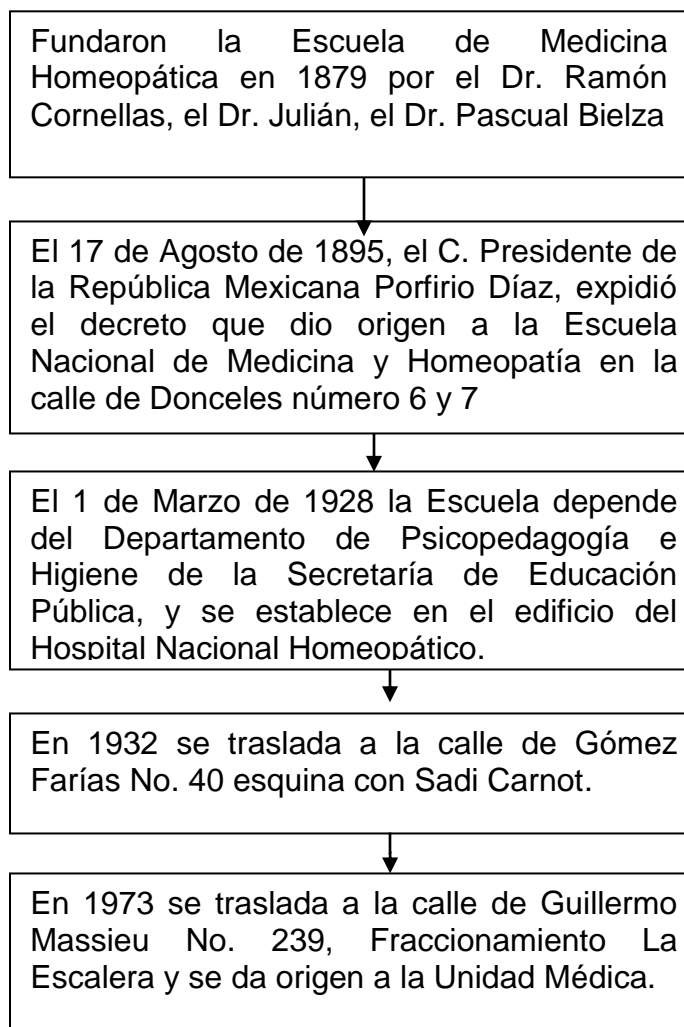 Fundaron la Escuela de Medicina
Homeopática en 1879 por el Dr. Ramón
Cornellas, el Dr. Julián, el Dr. Pascual Bielza
El 17 de Agosto de 1895, el C. Presidente de
la República Mexicana Porfirio Díaz, expidió
el decreto que dio origen a la Escuela
Nacional de Medicina y Homeopatía en la
calle de Donceles número 6 y 7
El 1 de Marzo de 1928 la Escuela depende
del Departamento de Psicopedagogía e
Higiene de la Secretaría de Educación
Pública, y se establece en el edificio del
Hospital Nacional Homeopático.
En 1932 se traslada a la calle de Gómez
Farías No. 40 esquina con Sadi Carnot.
En 1973 se traslada a la calle de Guillermo
Massieu No. 239, Fraccionamiento La
Escalera y se da origen a la Unidad Médica.